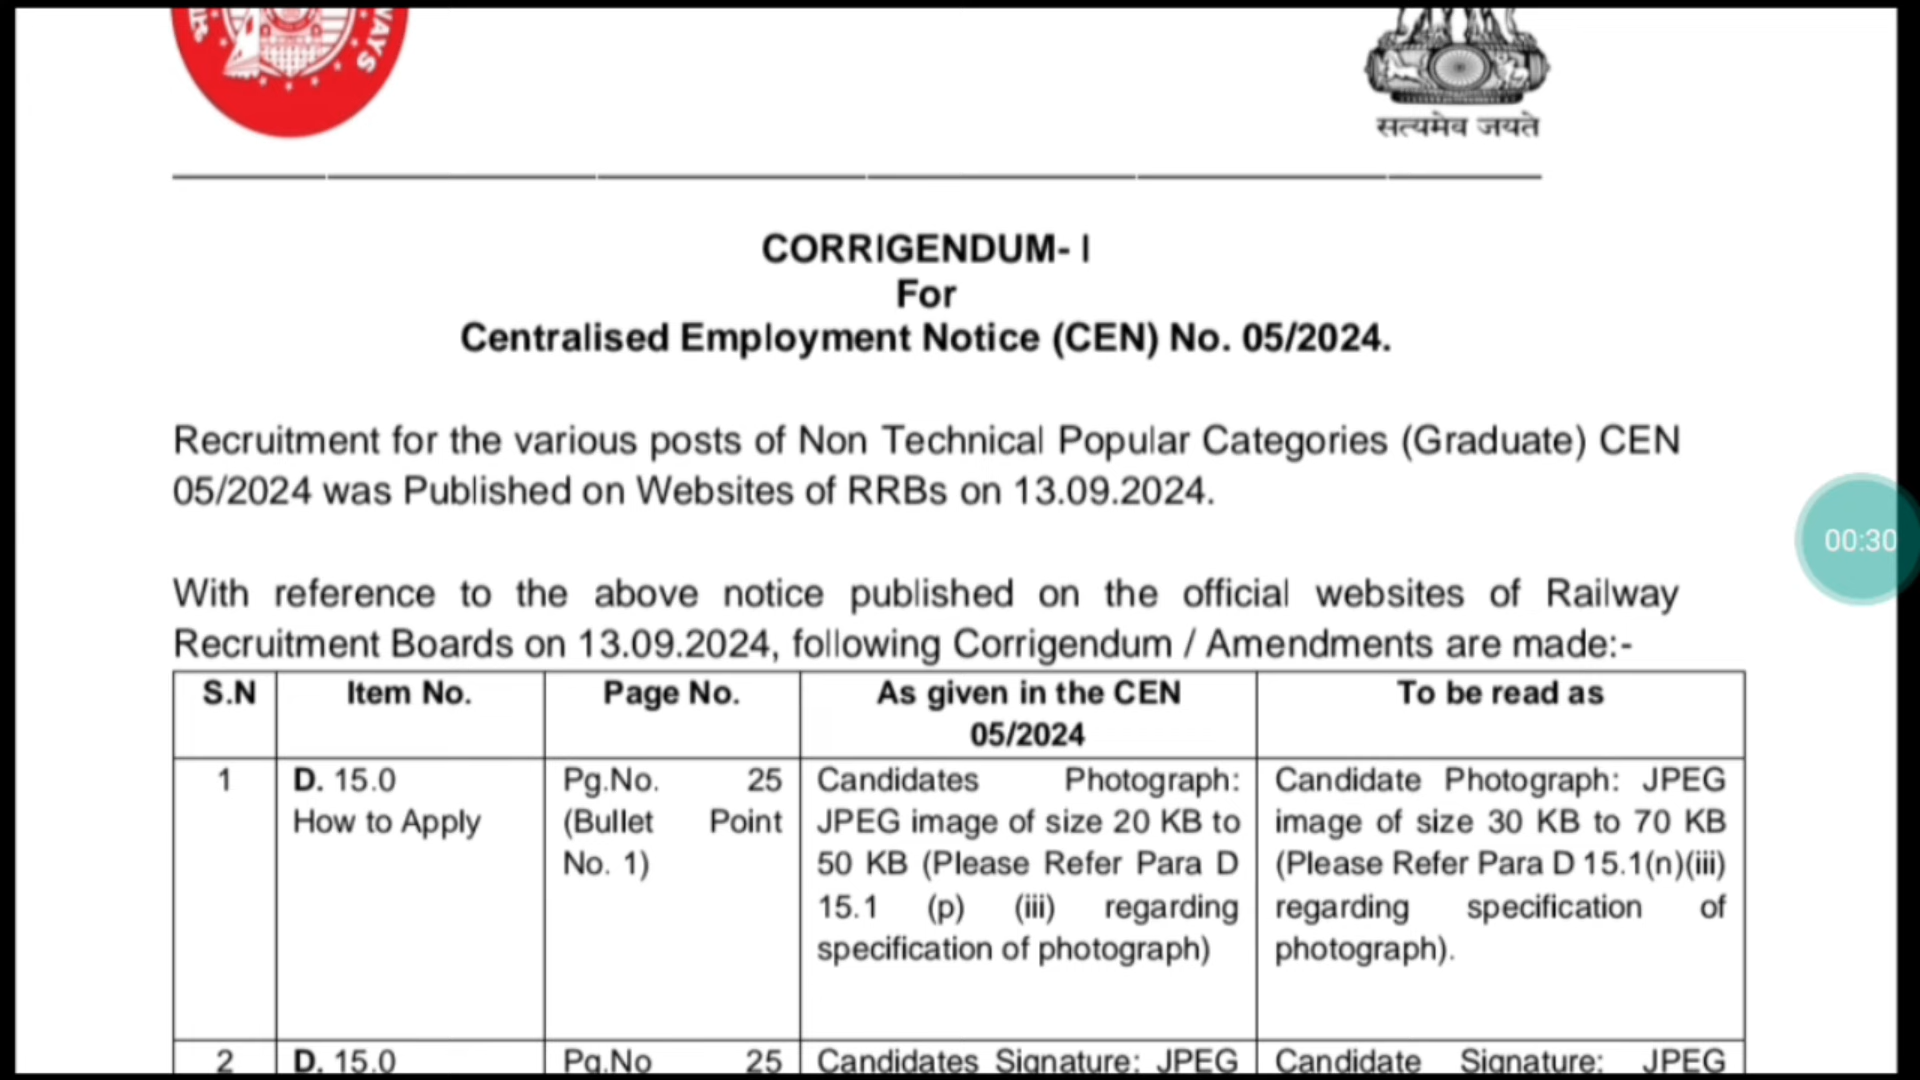 WAYS
सत्यमेव जयते
CORRIGENDUM- I
For
Centralised Employment Notice (CEN) No. 05/2024.
Recruitment for the various posts of Non Technical Popular Categories (Graduate) CEN
05/2024 was Published on Websites of RRBs on 13.09.2024.
00:30
With reference to the above notice published on the official websites of Railway
Recruitment Boards on 13.09.2024, following Corrigendum / Amendments are made:-
S.N Item No. Page No. As given in the CEN To be read as
05/2024
1 D. 15.0 Pg.No. 25 Candidates Photograph: Candidate Photograph: JPEG
How to Apply (Bullet Point JPEG image of size 20 KB to image of size 30 KB to 70 KB
No. 1) 50 KB (Please Refer Para D (Please Refer Para D 15.1(n)(iii)
15.1 (p) (iii) regarding regarding specification of
specification of photograph) photograph).
2 D. 15.0 Pg.No 25 Candidates Signature: JPEG Candidate Signature: JPEG